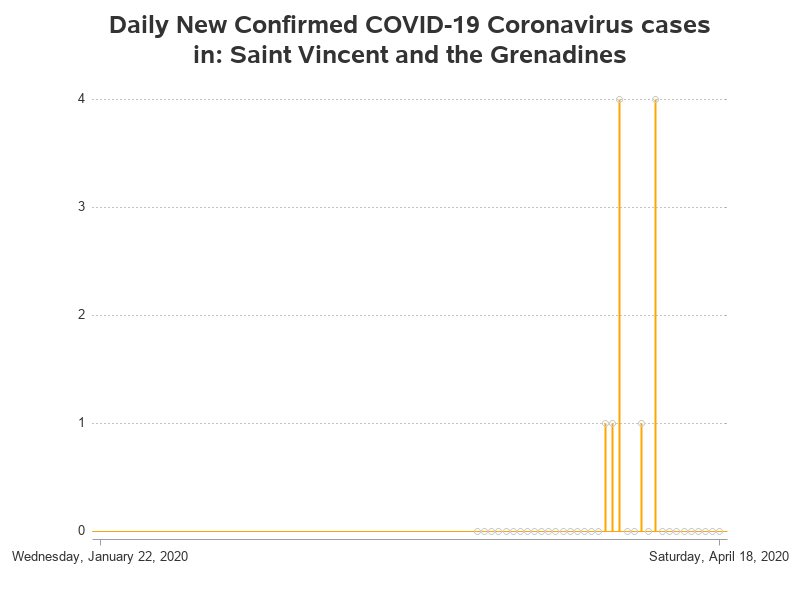 Daily New Confirmed COVID-19 Coronavirus cases
in: Saint Vincent and the Grenadines
4
3
2
1
0
Wednesday, January 22, 2020
Saturday, April 18, 2020